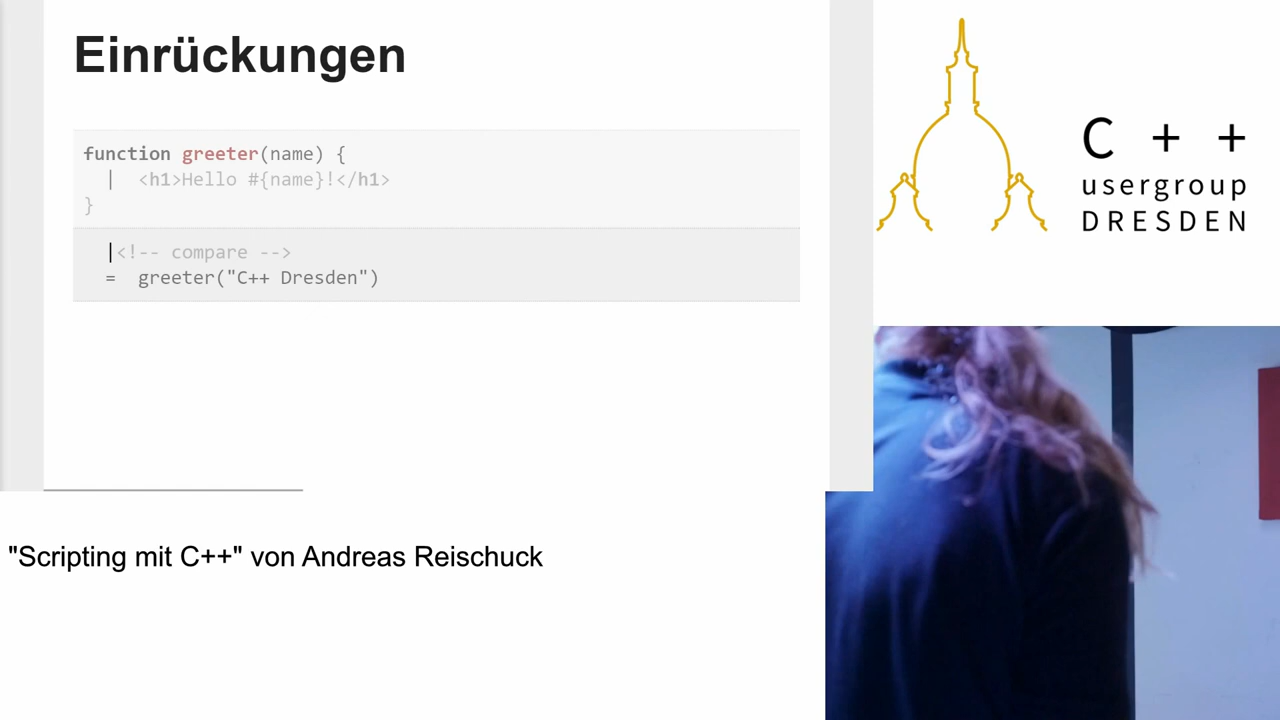 Einrückungen
function greeter(name) {
| <h1>Hello #{name}!</h1>
}
|<!-- compare -->
= greeter("C++ Dresden")
C++
usergroup
DRESDEN
"Scripting mit C++" von Andreas Reischuck